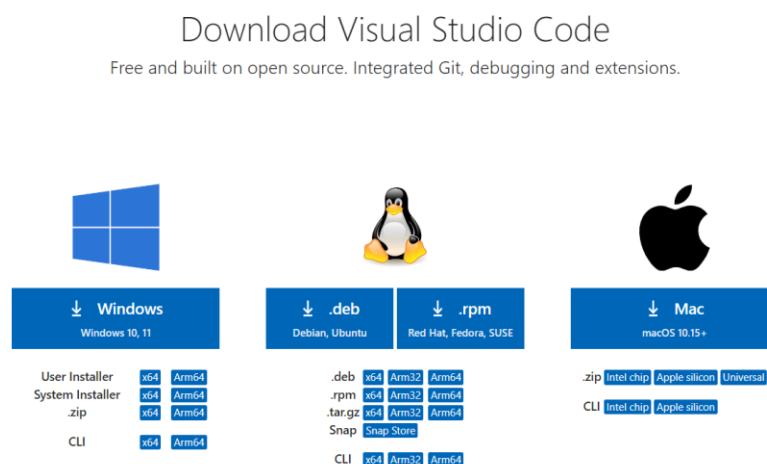 Download Visual Studio Code
Free and built on open source. Integrated Git, debugging and extensions.
Windows
Windows 10, 11
User Installer x64 Arm64
System Installer x64 Arm64
.zip x64 Arm64
CLI x64 Arm64
.deb
Debian, Ubuntu
.rpm
Red Hat, Fedora, SUSE
.deb x64 Arm32 Arm64
.rpm x64 Arm32 Arm64
.tar.gz x64 Arm32 Arm64
Snap Snap Store
CLI x64 Arm32 Arm64
Mac
macOS 10.15+
.zip Intel chip Apple silicon Universal
CLI Intel chip Apple silicon